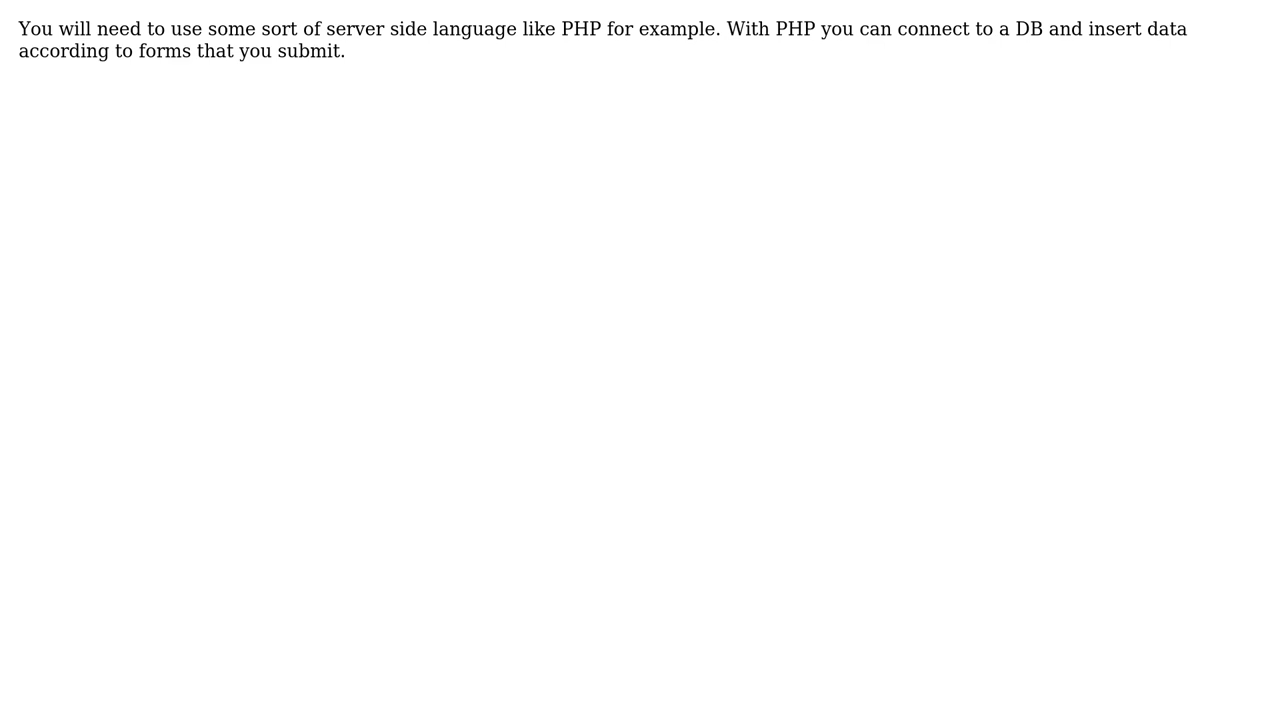 You will need to use some sort of server side language like PHP for example. With PHP you can connect to a DB and insert data
according to forms that you submit.